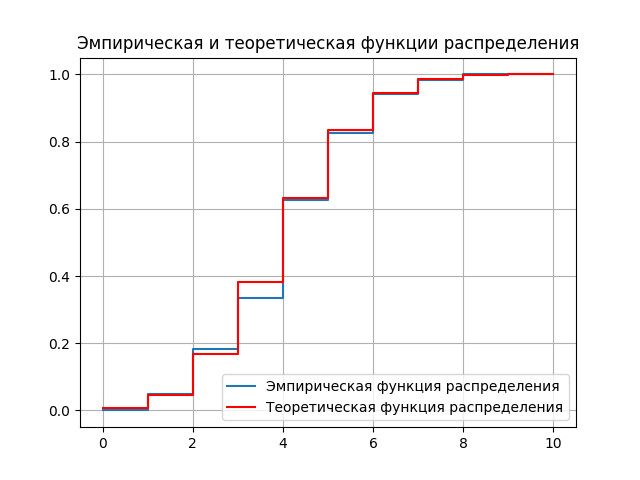 Эмпирическая и теоретическая функции распределения
1.0
0.8
0.6
0.4
0.2
0.0
Эмпирическая функция распределения
Теоретическая функция распределения
0 2 4 6 8 10